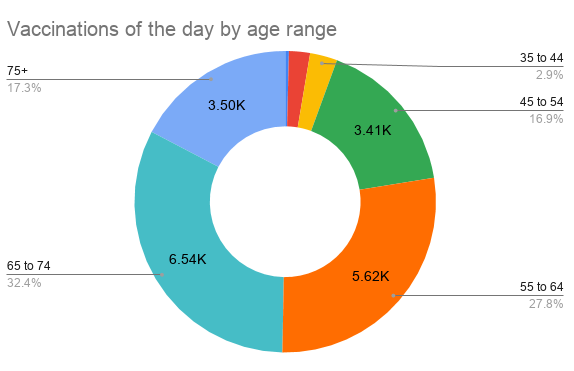 Vaccinations of the day by age range
75+
17.3%
35 to 44
2.9%
45 to 54
16.9%
3.50K
3.41K
65 to 74
32.4%
6.54K
5.62K
55 to 64
27.8%